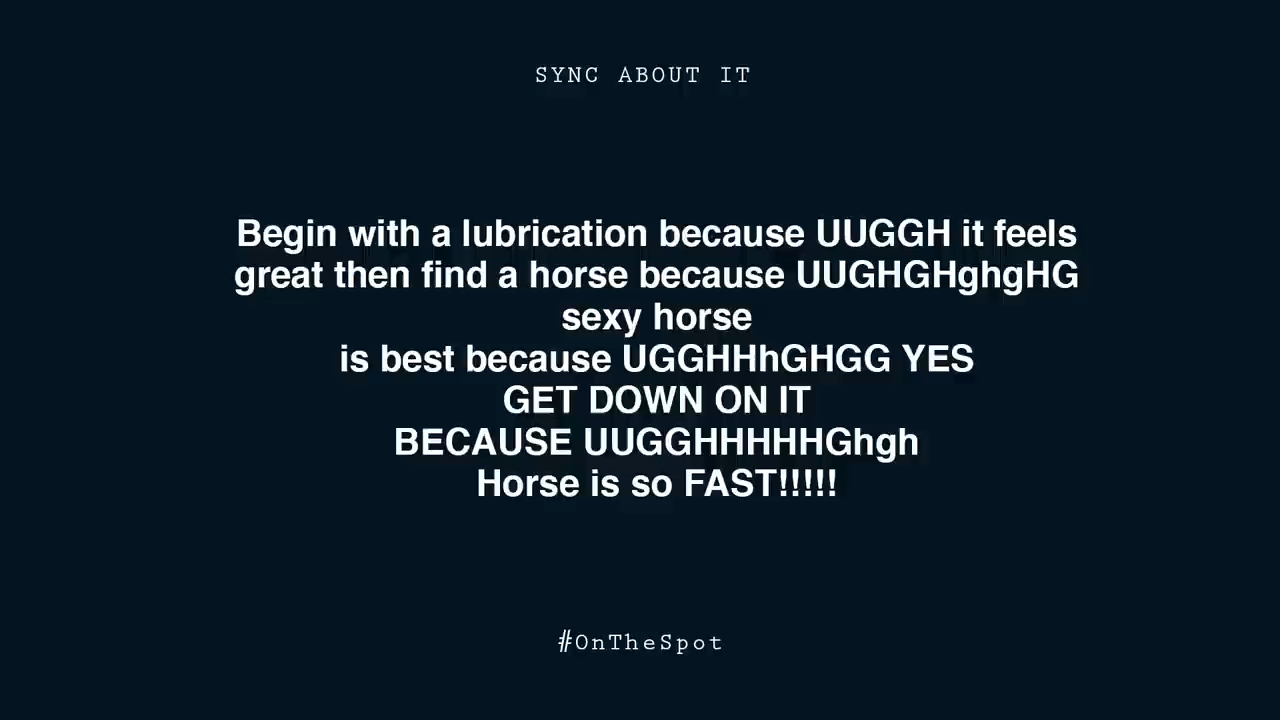 SYNC ABOUT IT
Begin with a lubrication because UUGGH it feels
great then find a horse because UUGHGHghgHG
sexy horse
is best because UGGHHhGHGG YES
GET DOWN ON IT
BECAUSE UUGGHHHHHGhgh
Horse is so FAST!!!!!
#OnTheSpot